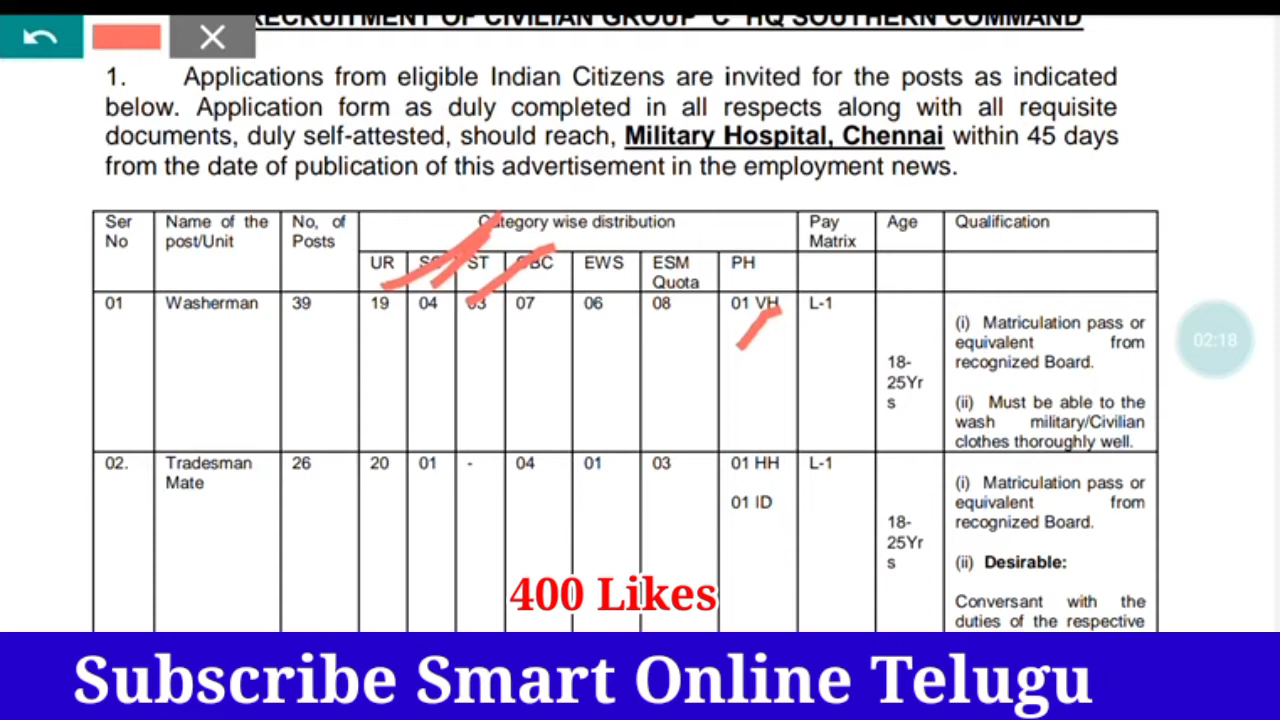 RECRUITMENT OF CIVILIAN GROUP 'C' HQ SOUTHERN COMMAND
1. Applications from eligible Indian Citizens are invited for the posts as indicated
below. Application form as duly completed in all respects along with all requisite
documents, duly self-attested, should reach, Military Hospital, Chennai within 45 days
from the date of publication of this advertisement in the employment news.
Ser No | Name of the post/Unit | No, of Posts | Category wise distribution | Pay Matrix | Age | Qualification
UR | SC | ST | OBC | EWS | ESM Quota | PH
01 | Washerman | 39 | 19 | 04 | 03 | 07 | 06 | 08 | 01 VH | L-1 | 18-25Yrs
(i) Matriculation pass or
equivalent from
recognized Board.
(ii) Must be able to the
wash military/Civilian
clothes thoroughly well.
02. | Tradesman Mate | 26 | 20 | 01 | - | 04 | 01 | 03 | 01 HH 01 ID | L-1 | 18-25Yrs
(i) Matriculation pass or
equivalent from
recognized Board.
(ii) Desirable:
Conversant with the
duties of the respective
02:18
400 Likes
Subscribe Smart Online Telugu